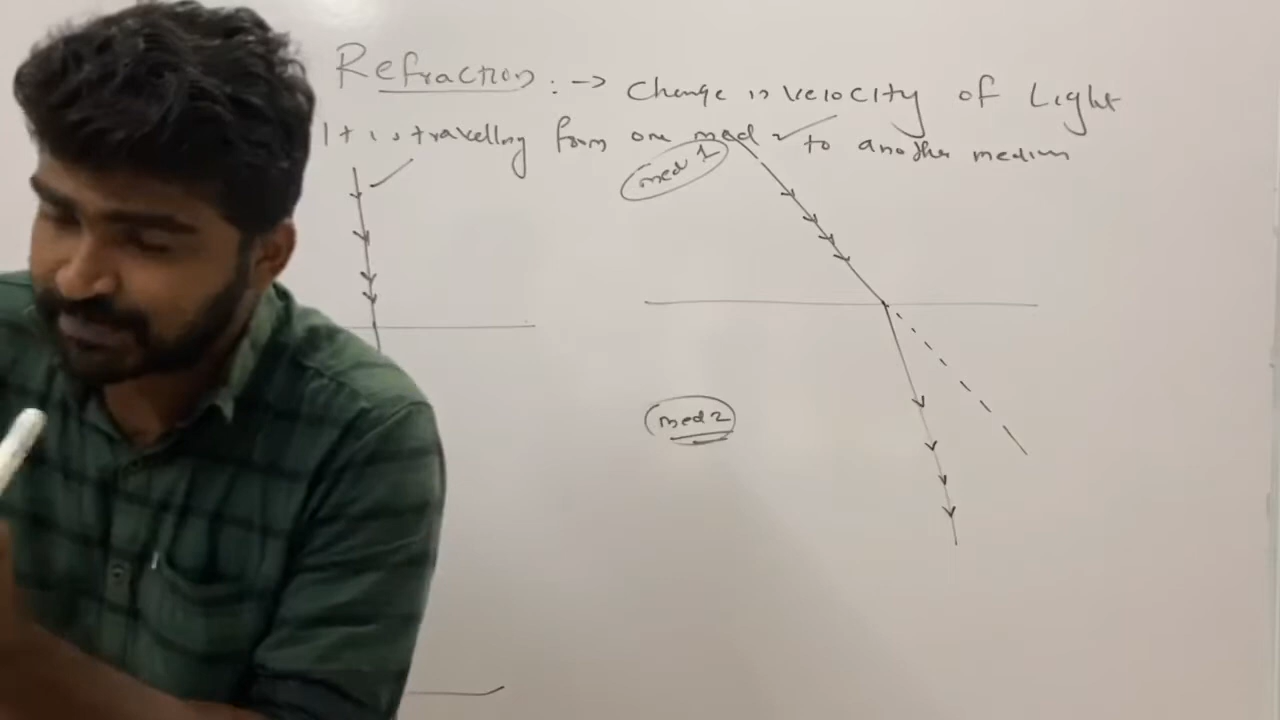 Refraction : → Change in velocity of Light
It is travelling form one med to another medium
med 1
med 2